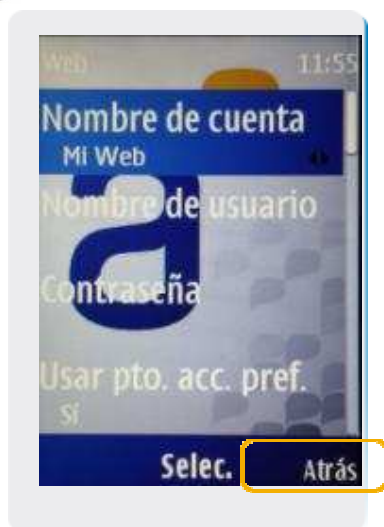 Web 11:55
Nombre de cuenta
Mi Web
Nombre de usuario
Contraseña
Usar pto. acc. pref.
Sí
Selec. Atrás